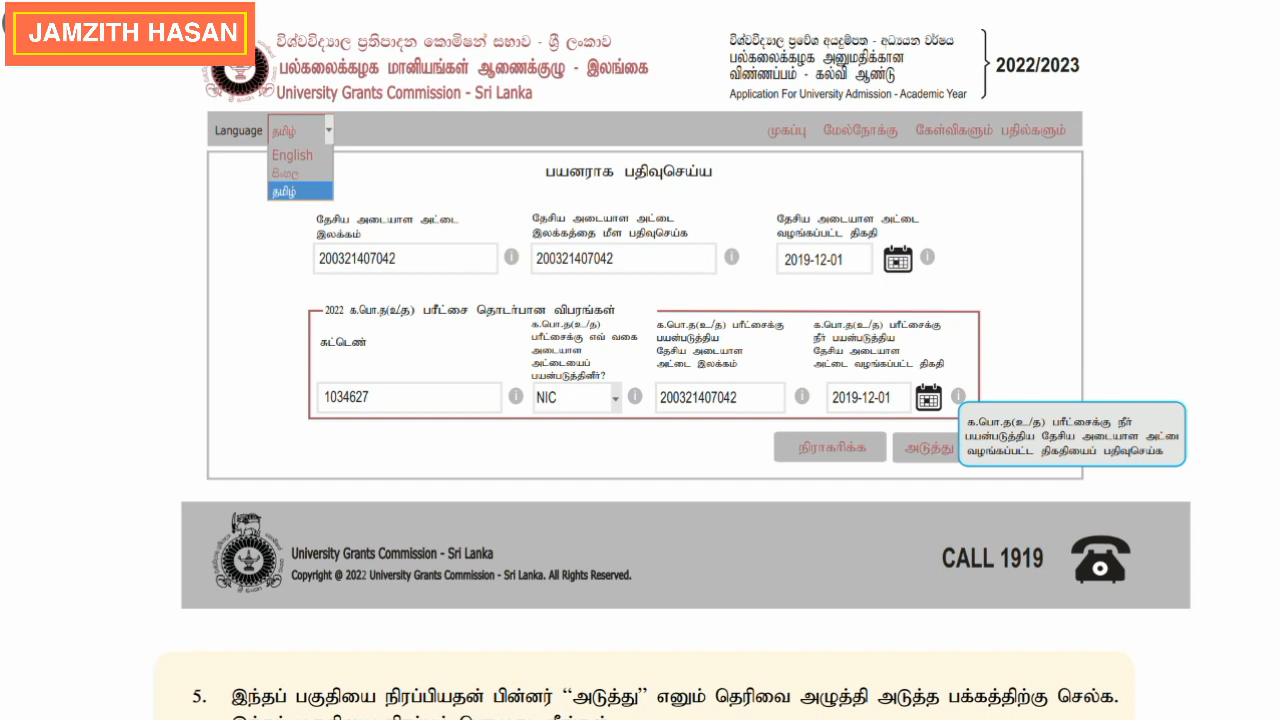 JAMZITH HASAN
විශ්වවිද්‍යාල ප්‍රතිපාදන කොමිෂන් සභාව - ශ්‍රී ලංකාව
பல்கலைக்கழக மானியங்கள் ஆணைக்குழு - இலங்கை
University Grants Commission - Sri Lanka
විශ්වවිද්‍යාල ප්‍රවේශ අයදුම්පත - අධ්‍යයන වර්ෂය
பல்கலைக்கழக அனுமதிக்கான
விண்ணப்பம் - கல்வி ஆண்டு
Application For University Admission - Academic Year
2022/2023
Language தமிழ்
English
සිංහල
தமிழ்
முகப்பு மேல்நோக்கு கேள்விகளும் பதில்களும்
பயனராக பதிவுசெய்ய
தேசிய அடையாள அட்டை
இலக்கம்
200321407042
தேசிய அடையாள அட்டை
இலக்கத்தை மீள பதிவுசெய்க
200321407042
தேசிய அடையாள அட்டை
வழங்கப்பட்ட திகதி
2019-12-01
2022 க.பொ.த(உ/த) பரீட்சை தொடர்பான விபரங்கள்
சுட்டெண்
1034627
க.பொ.த(உ/த)
பரீட்சைக்கு எவ் வகை
அடையாள
அட்டையைப்
பயன்படுத்தினீர்?
NIC
க.பொ.த(உ/த) பரீட்சைக்கு
பயன்படுத்திய
தேசிய அடையாள
அட்டை இலக்கம்
200321407042
க.பொ.த(உ/த) பரீட்சைக்கு
நீர் பயன்படுத்திய
தேசிய அடையாள
அட்டை வழங்கப்பட்ட திகதி
2019-12-01
க.பொ.த(உ/த) பரீட்சைக்கு நீர்
பயன்படுத்திய தேசிய அடையாள அட்டை
வழங்கப்பட்ட திகதியைப் பதிவுசெய்க
நிராகரிக்க
அடுத்து
University Grants Commission - Sri Lanka
Copyright @ 2022 University Grants Commission - Sri Lanka. All Rights Reserved.
CALL 1919
5. இந்தப் பகுதியை நிரப்பியதன் பின்னர் “அடுத்து” எனும் தெரிவை அழுத்தி அடுத்த பக்கத்திற்கு செல்க.